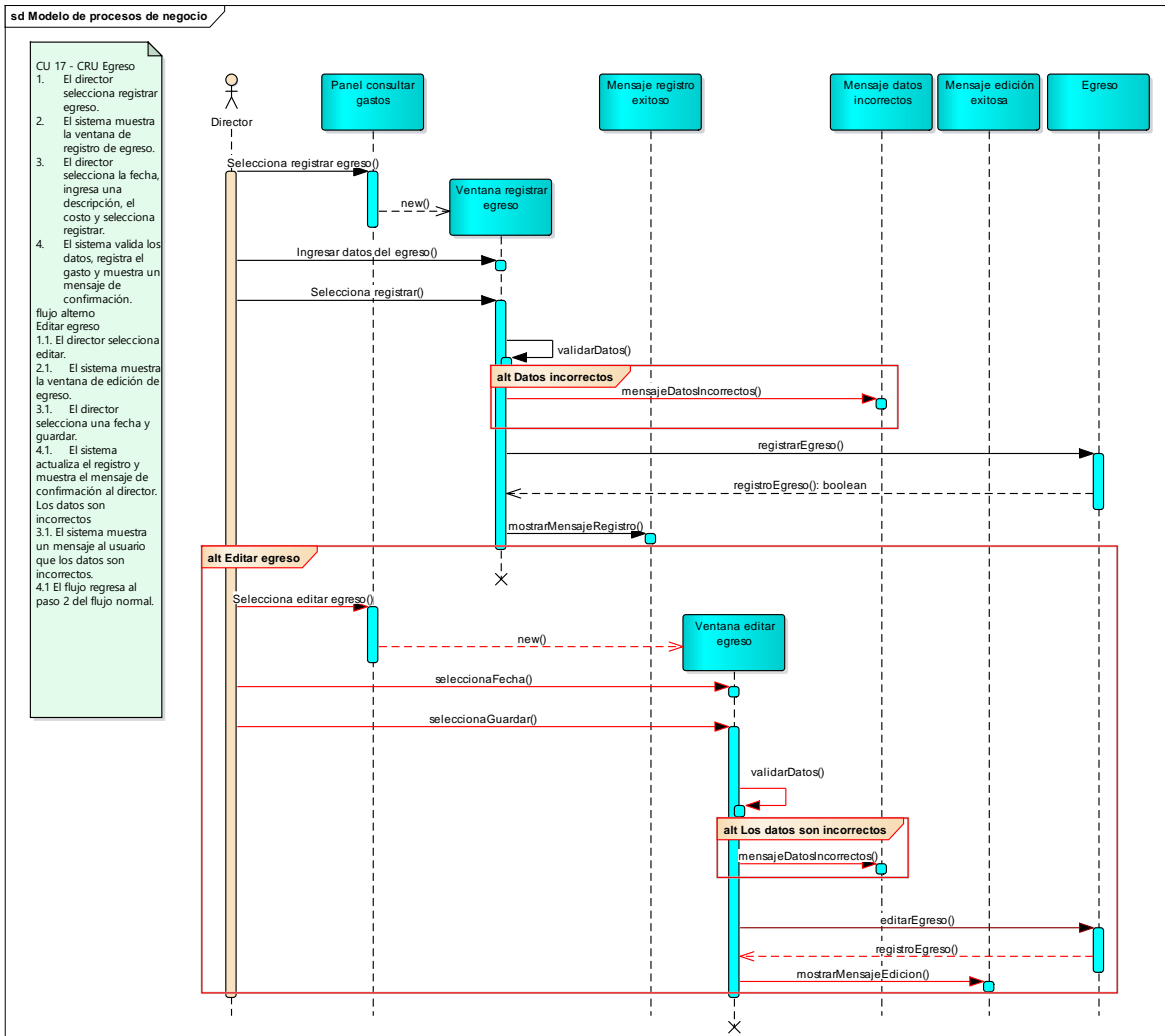 sd Modelo de procesos de negocio
CU 17 - CRU Egreso
1. El director
selecciona registrar
egreso.
2. El sistema muestra
la ventana de
registro de egreso.
3. El director
selecciona la fecha,
ingresa una
descripción, el
costo y selecciona
registrar.
4. El sistema valida los
datos, registra el
gasto y muestra un
mensaje de
confirmación.
flujo alterno
Editar egreso
1.1. El director selecciona
editar.
2.1. El sistema muestra
la ventana de edición de
egreso.
3.1. El director
selecciona una fecha y
guardar.
4.1. El sistema
actualiza el registro y
muestra el mensaje de
confirmación al director.
Los datos son
incorrectos
3.1. El sistema muestra
un mensaje al usuario
que los datos son
incorrectos.
4.1 El flujo regresa al
paso 2 del flujo normal.
Director
Panel consultar
gastos
Mensaje registro
exitoso
Mensaje datos
incorrectos
Mensaje edición
exitosa
Egreso
Selecciona registrar egreso()
Ventana registrar
egreso
new()
Ingresar datos del egreso()
Selecciona registrar()
validarDatos()
alt Datos incorrectos
mensajeDatosIncorrectos()
registrarEgreso()
registroEgreso(): boolean
mostrarMensajeRegistro()
alt Editar egreso
Selecciona editar egreso()
Ventana editar
egreso
new()
seleccionaFecha()
seleccionaGuardar()
validarDatos()
alt Los datos son incorrectos
mensajeDatosIncorrectos()
editarEgreso()
registroEgreso()
mostrarMensajeEdicion()